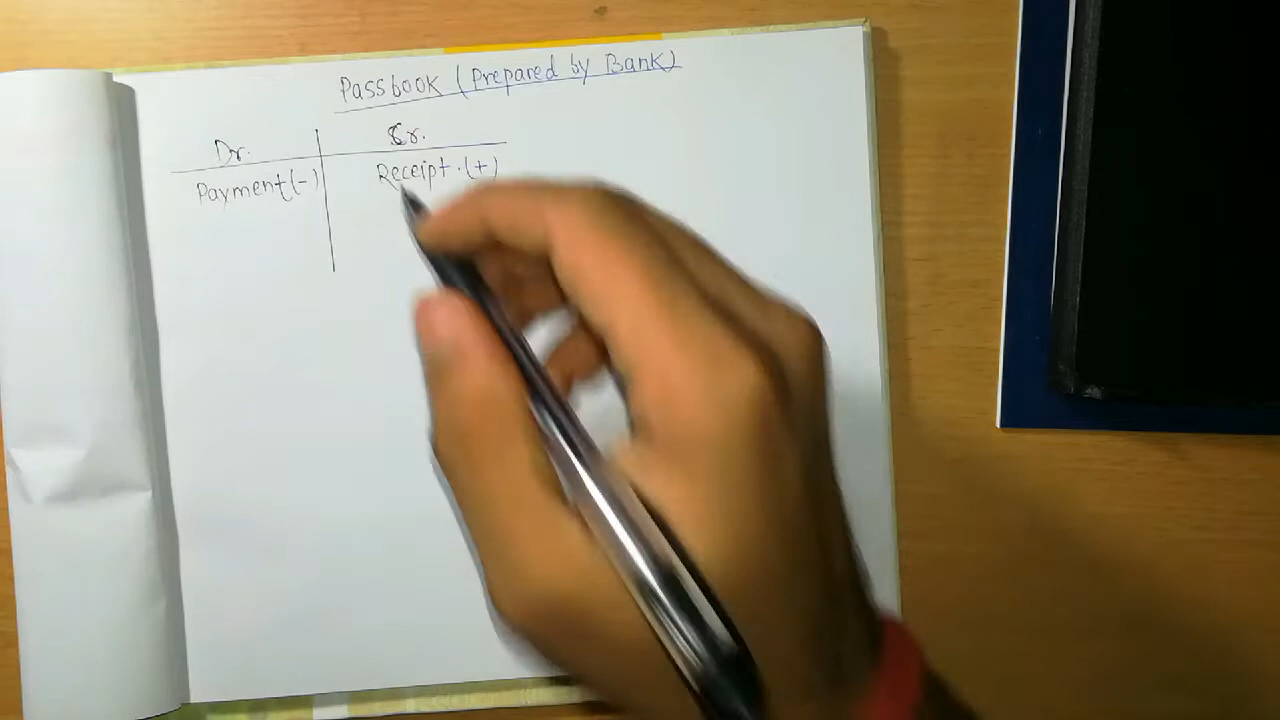 Passbook (Prepared by Bank)
Dr. Cr.
Payment(-) Receipt.(+)